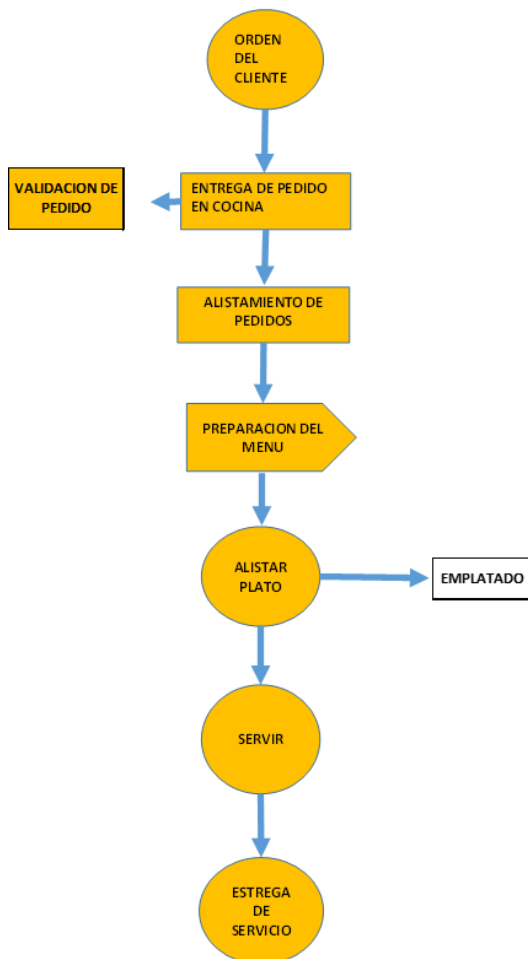 ORDEN
DEL
CLIENTE
VALIDACION DE
PEDIDO
ENTREGA DE PEDIDO
EN COCINA
ALISTAMIENTO DE
PEDIDOS
PREPARACION DEL
MENU
ALISTAR
PLATO
EMPLATADO
SERVIR
ESTREGA
DE
SERVICIO